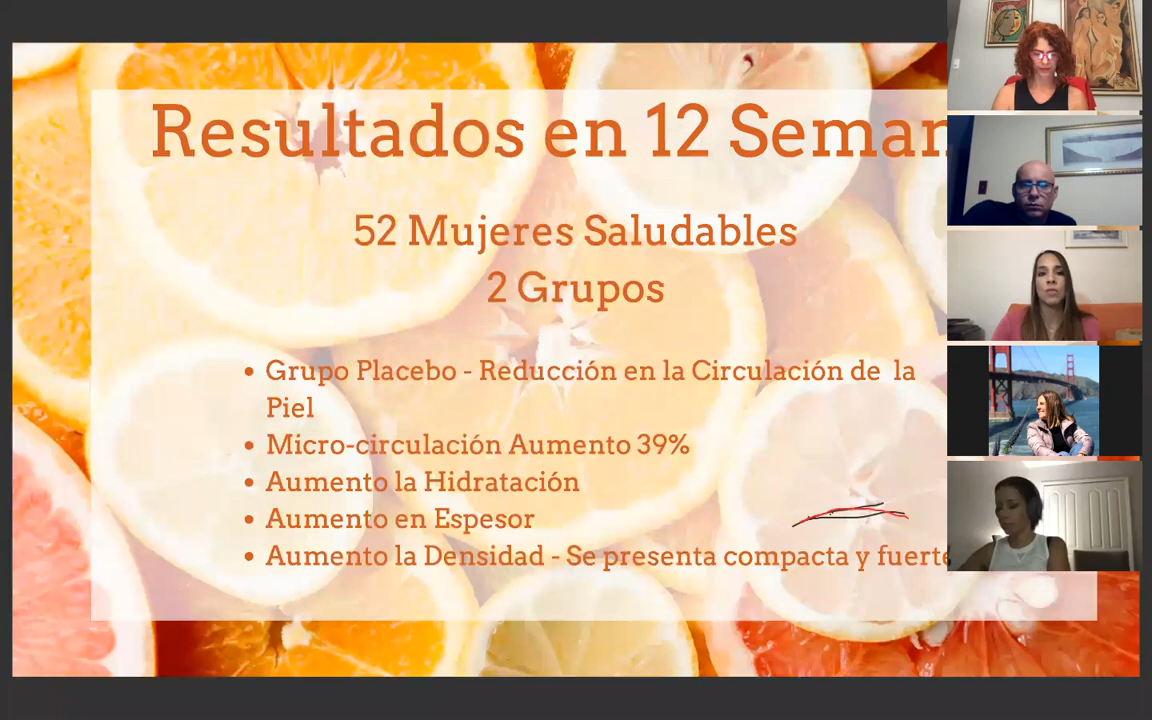 Resultados en 12 Seman
52 Mujeres Saludables
2 Grupos
• Grupo Placebo - Reducción en la Circulación de la
Piel
• Micro-circulación Aumento 39%
• Aumento la Hidratación
• Aumento en Espesor
• Aumento la Densidad - Se presenta compacta y fuerte